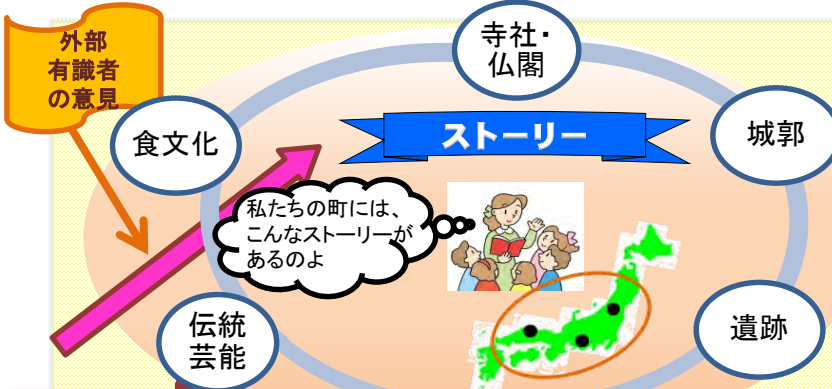 外部
有識者
の意見
寺社・
仏閣
食文化
ストーリー
城郭
私たちの町には、
こんなストーリーが
あるのよ
伝統
芸能
遺跡